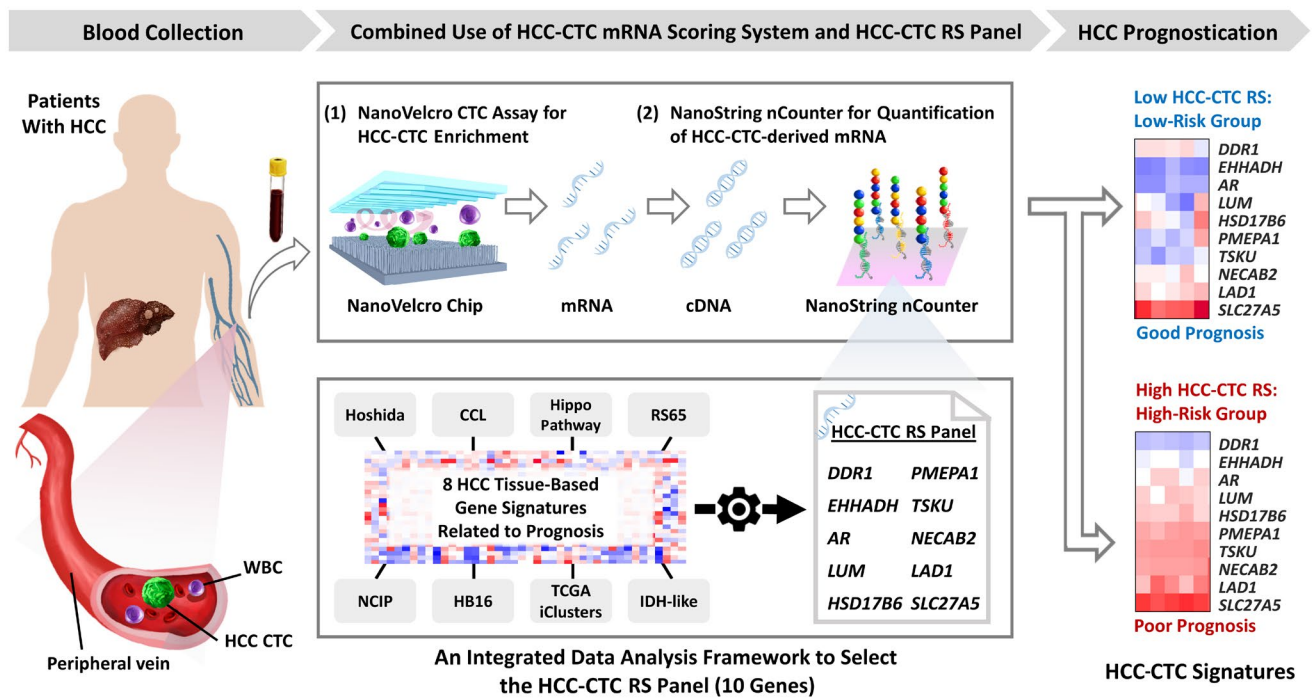 Blood Collection
Combined Use of HCC-CTC mRNA Scoring System and HCC-CTC RS Panel
HCC Prognostication
Patients
With HCC
(1) NanoVelcro CTC Assay for
HCC-CTC Enrichment
(2) NanoString nCounter for Quantification
of HCC-CTC-derived mRNA
NanoVelcro Chip
mRNA
cDNA
NanoString nCounter
Hoshida
CCL
Hippo
Pathway
RS65
8 HCC Tissue-Based
Gene Signatures
Related to Prognosis
NCIP
HB16
TCGA
iClusters
IDH-like
HCC-CTC RS Panel
DDR1 PMEPA1
EHHADH TSKU
AR NECAB2
LUM LAD1
HSD17B6 SLC27A5
An Integrated Data Analysis Framework to Select
the HCC-CTC RS Panel (10 Genes)
WBC
HCC CTC
Peripheral vein
Low HCC-CTC RS:
Low-Risk Group
DDR1
EHHADH
AR
LUM
HSD17B6
PMEPA1
TSKU
NECAB2
LAD1
SLC27A5
Good Prognosis
High HCC-CTC RS:
High-Risk Group
DDR1
EHHADH
AR
LUM
HSD17B6
PMEPA1
TSKU
NECAB2
LAD1
SLC27A5
Poor Prognosis
HCC-CTC Signatures